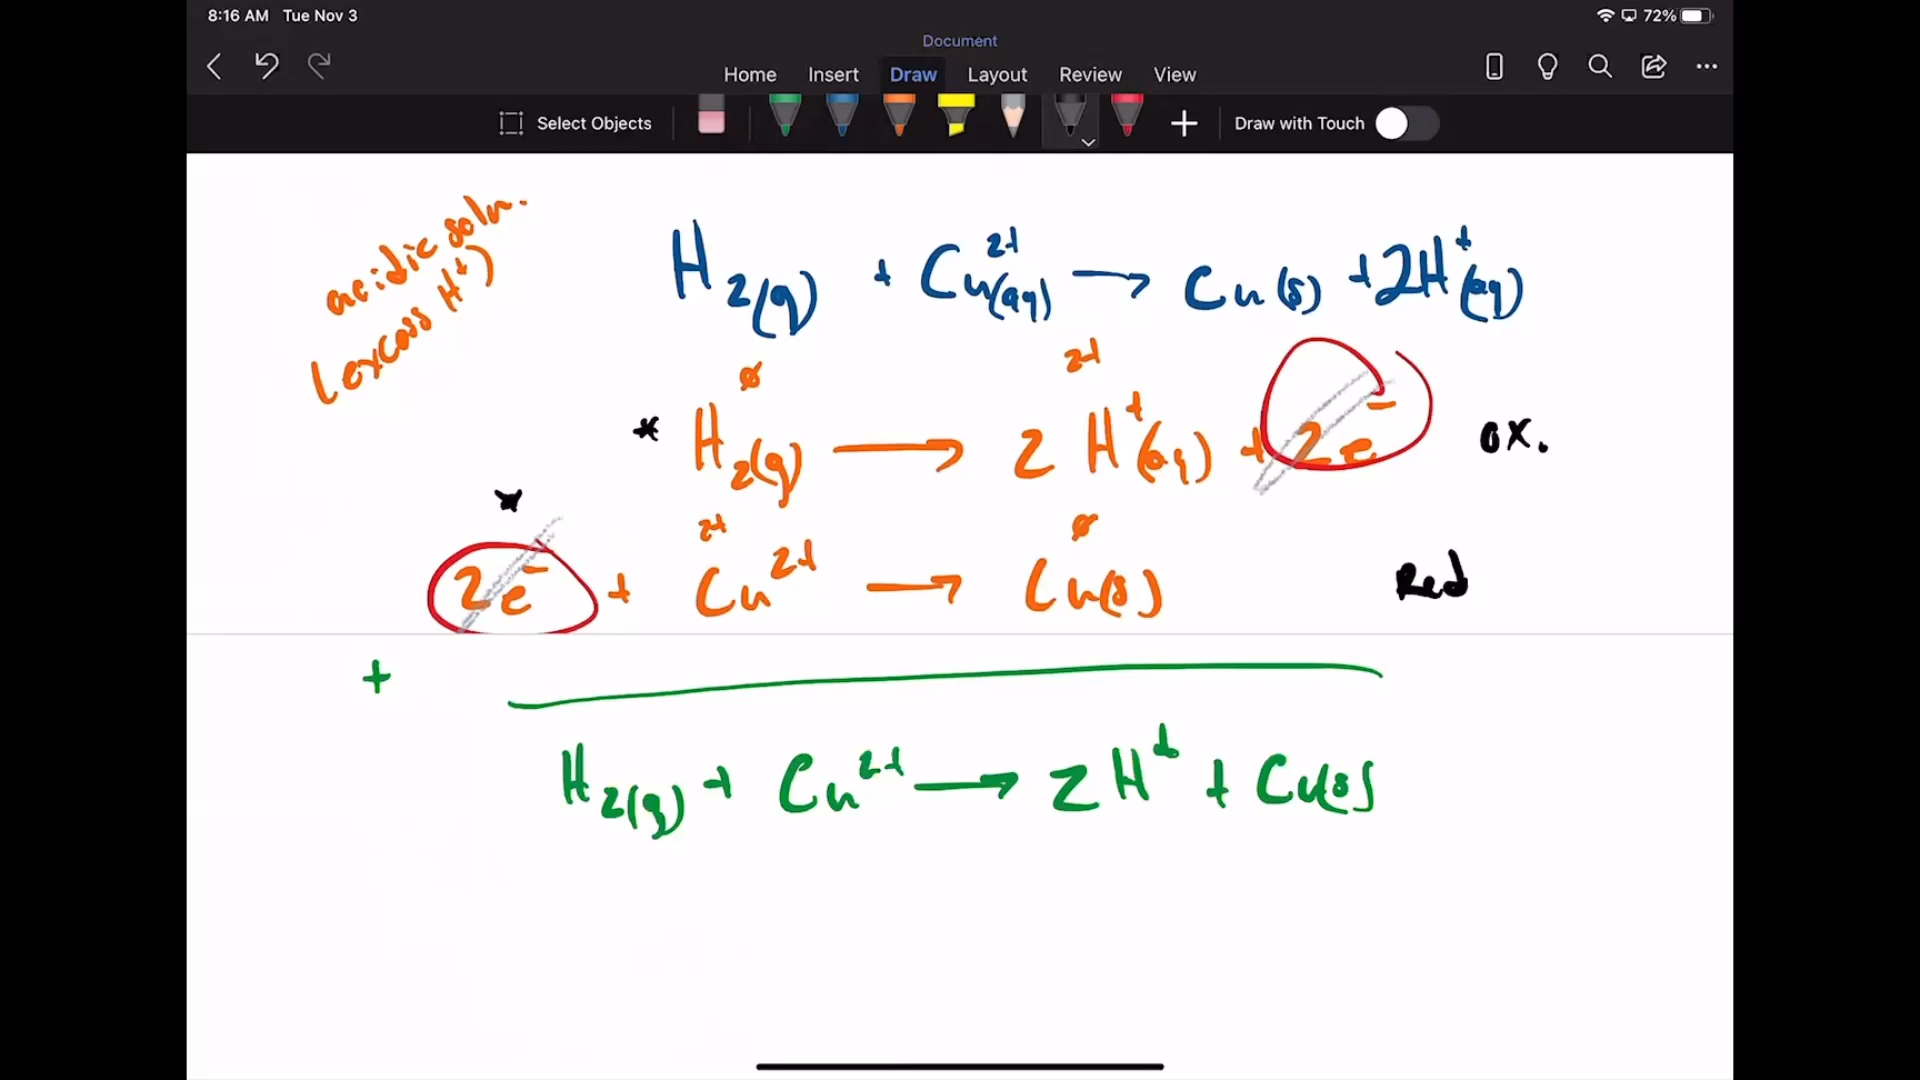 8:16 AM Tue Nov 3 72%
Document
Home Insert Draw Layout Review View
Select Objects Draw with Touch
acidic soln.
(excess H⁺)
H₂(g) + Cu²⁺(aq) → Cu(s) + 2H⁺(aq)
ø 2+
* H₂(g) → 2 H⁺(aq) + 2e⁻ ox.
*
2+ ø
2e⁻ + Cu²⁺ → Cu(s) Red
+
H₂(g) + Cu²⁺ → 2H⁺ + Cu(s)